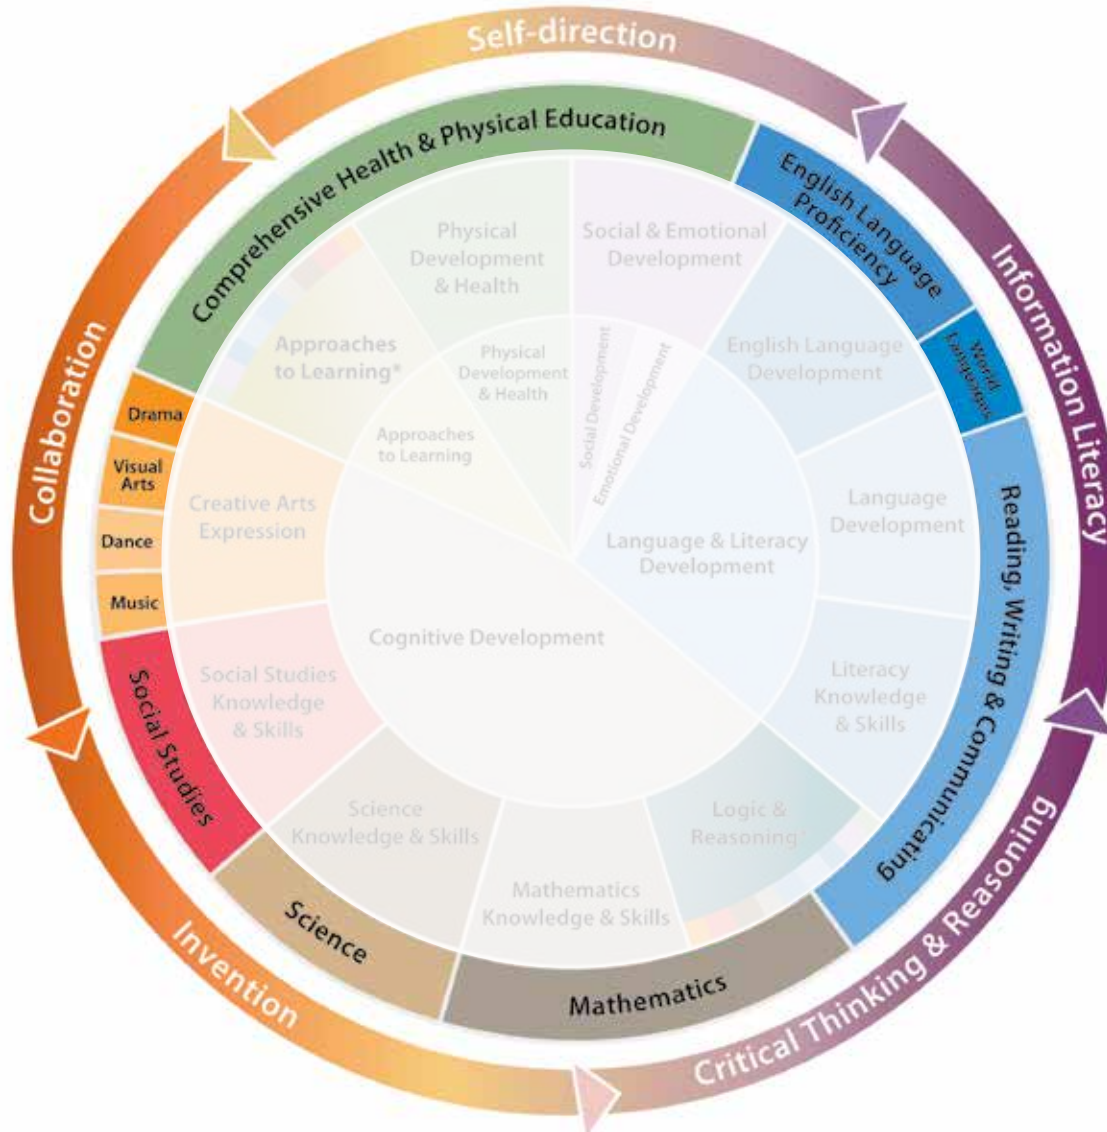 Self-direction
Information Literacy
Critical Thinking & Reasoning
Invention
Collaboration
Comprehensive Health & Physical Education
English Language
Proficiency
World
Languages
Reading, Writing & Communicating
Mathematics
Science
Social Studies
Music
Dance
Visual
Arts
Drama
Physical
Development
& Health
Social & Emotional
Development
English Language
Development
Language
Development
Literacy
Knowledge
& Skills
Logic &
Reasoning*
Mathematics
Knowledge & Skills
Science
Knowledge & Skills
Social Studies
Knowledge
& Skills
Creative Arts
Expression
Approaches
to Learning*
Physical
Development
& Health
Social Development
Emotional Development
Language & Literacy
Development
Cognitive Development
Approaches
to Learning